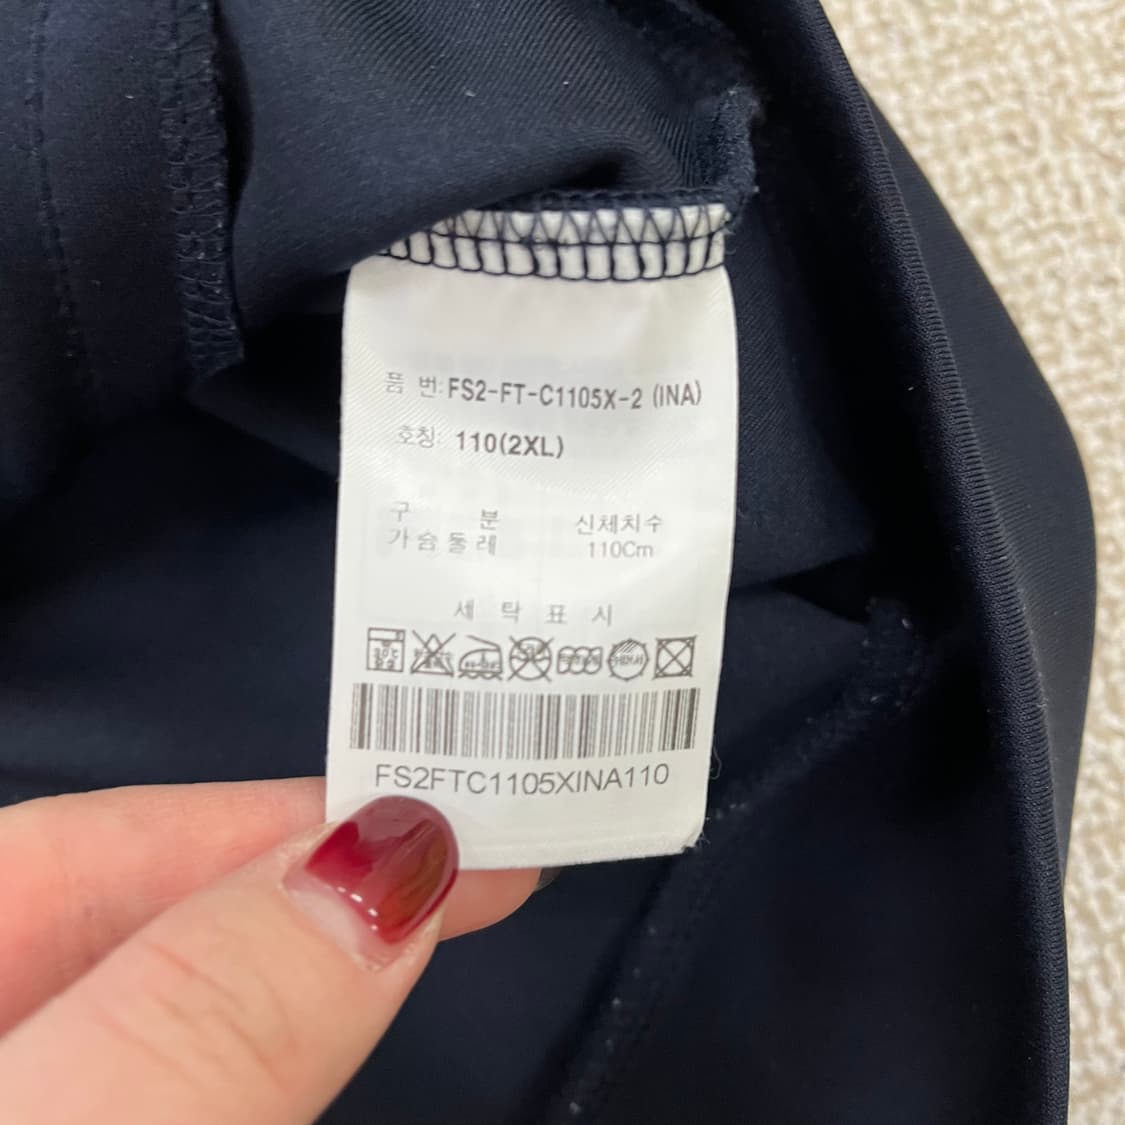 품 번: FS2-FT-C1105X-2 (INA)
호칭: 110(2XL)
구 분 신체치수
가슴둘레 110Cm
세 탁 표 시
30℃
FS2FTC1105XINA110